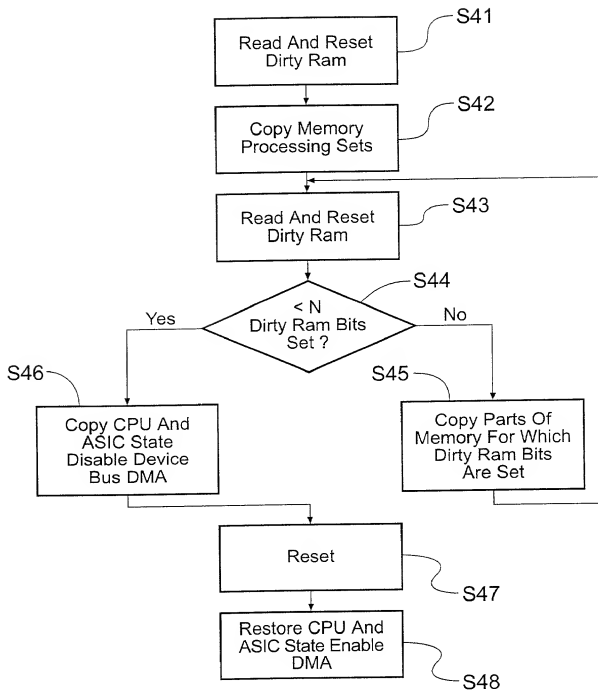 S41
Read And Reset
Dirty Ram
S42
Copy Memory
Processing Sets
S43
Read And Reset
Dirty Ram
S44
< N
Dirty Ram Bits
Set ?
Yes
No
S46
Copy CPU And
ASIC State
Disable Device
Bus DMA
S45
Copy Parts Of
Memory For Which
Dirty Ram Bits
Are Set
Reset
S47
Restore CPU And
ASIC State Enable
DMA
S48